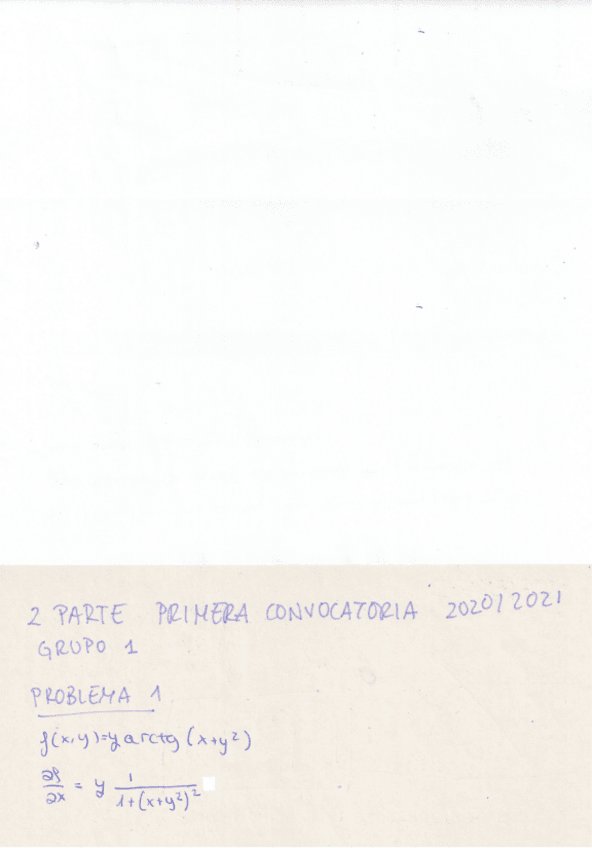 2 PARTE PRIMERA CONVOCATORIA 2020/2021
GRUPO 1
PROBLEMA 1
f(x,y)=y arctg (x+y²)
∂f/∂x = y 1/(1+(x+y²)²)